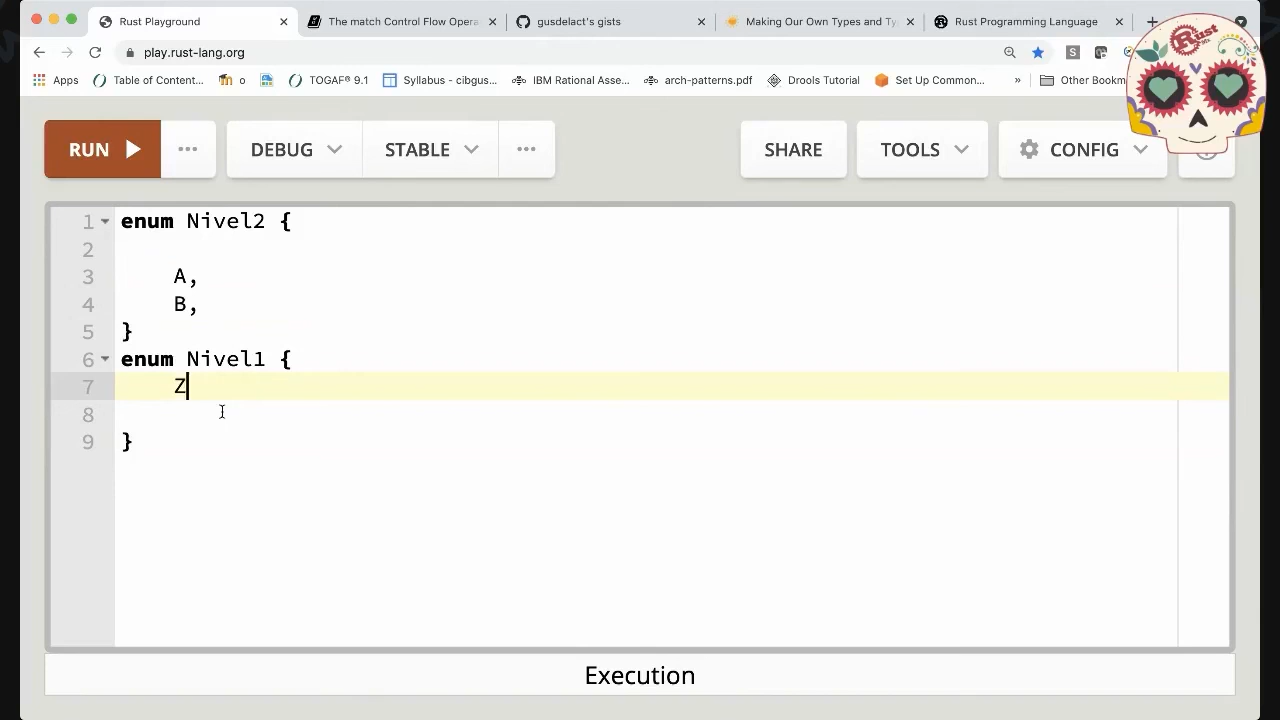 Rust Playground
The match Control Flow Opera
gusdelact's gists
Making Our Own Types and Ty
Rust Programming Language
play.rust-lang.org
Apps
Table of Content...
o
TOGAF® 9.1
Syllabus - cibgus...
IBM Rational Asse...
arch-patterns.pdf
Drools Tutorial
Set Up Common...
»
Other Bookm
Rust
RUN
...
DEBUG
STABLE
...
SHARE
TOOLS
CONFIG
1 enum Nivel2 {
2
3 A,
4 B,
5 }
6 enum Nivel1 {
7 Z
8
9 }
Execution